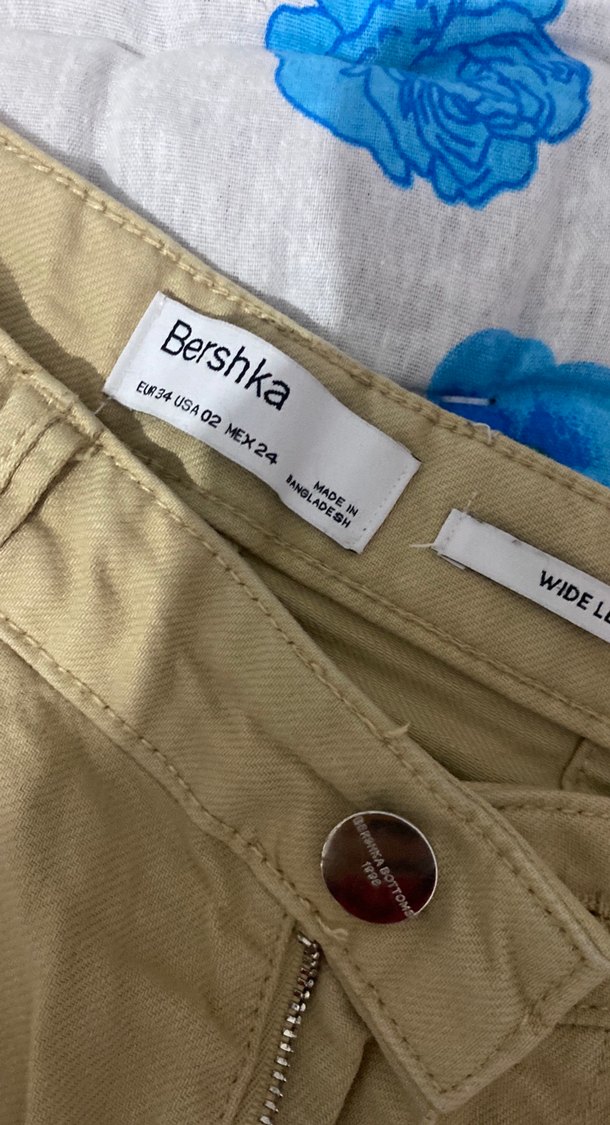 Bershka
EUR 34 USA 02 MEX 24
MADE IN
BANGLADESH
WIDE LE
BERSHKA BOTTOMS
1998